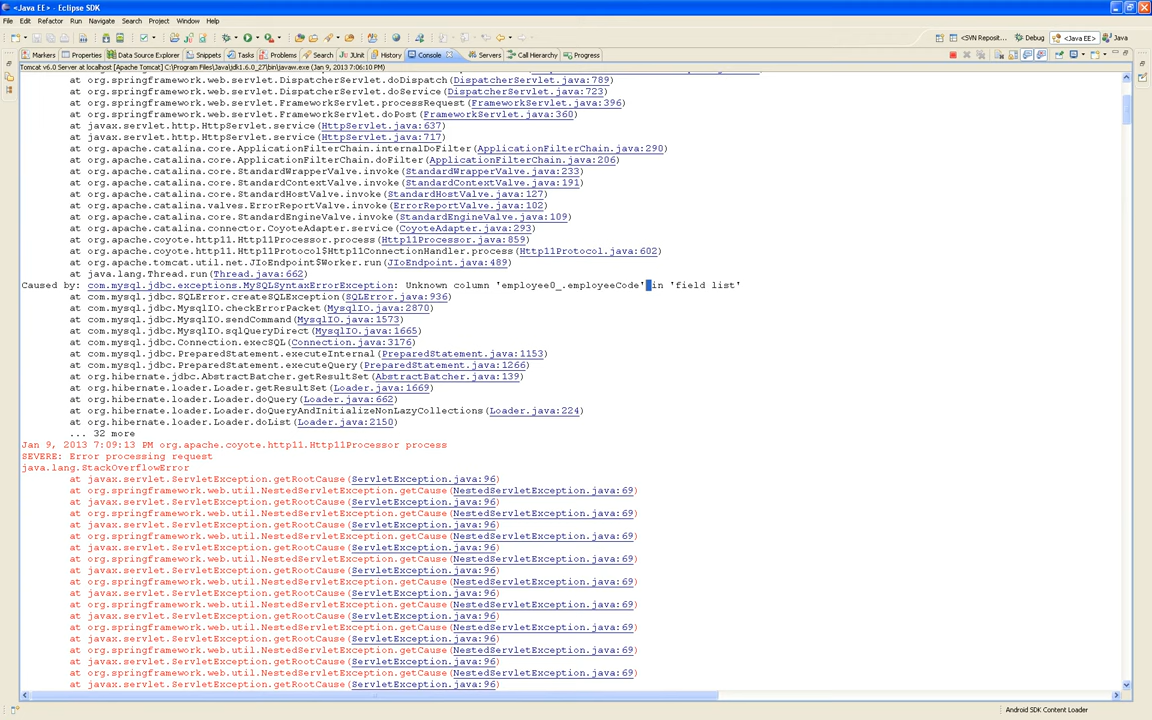 <Java EE> - Eclipse SDK
File Edit Refactor Run Navigate Search Project Window Help
<SVN Reposit... Debug <Java EE> Java
Markers Properties Data Source Explorer Snippets Tasks Problems Search JUnit History Console Servers Call Hierarchy Progress
Tomcat v6.0 Server at localhost [Apache Tomcat] C:\Program Files\Java\jdk1.6.0_27\bin\javaw.exe (Jan 9, 2013 7:06:10 PM)
at org.springframework.web.servlet.DispatcherServlet.doDispatch(DispatcherServlet.java:789)
at org.springframework.web.servlet.DispatcherServlet.doService(DispatcherServlet.java:723)
at org.springframework.web.servlet.FrameworkServlet.processRequest(FrameworkServlet.java:396)
at org.springframework.web.servlet.FrameworkServlet.doPost(FrameworkServlet.java:360)
at javax.servlet.http.HttpServlet.service(HttpServlet.java:637)
at javax.servlet.http.HttpServlet.service(HttpServlet.java:717)
at org.apache.catalina.core.ApplicationFilterChain.internalDoFilter(ApplicationFilterChain.java:290)
at org.apache.catalina.core.ApplicationFilterChain.doFilter(ApplicationFilterChain.java:206)
at org.apache.catalina.core.StandardWrapperValve.invoke(StandardWrapperValve.java:233)
at org.apache.catalina.core.StandardContextValve.invoke(StandardContextValve.java:191)
at org.apache.catalina.core.StandardHostValve.invoke(StandardHostValve.java:127)
at org.apache.catalina.valves.ErrorReportValve.invoke(ErrorReportValve.java:102)
at org.apache.catalina.core.StandardEngineValve.invoke(StandardEngineValve.java:109)
at org.apache.catalina.connector.CoyoteAdapter.service(CoyoteAdapter.java:293)
at org.apache.coyote.http11.Http11Processor.process(Http11Processor.java:859)
at org.apache.coyote.http11.Http11Protocol$Http11ConnectionHandler.process(Http11Protocol.java:602)
at org.apache.tomcat.util.net.JIoEndpoint$Worker.run(JIoEndpoint.java:489)
at java.lang.Thread.run(Thread.java:662)
Caused by: com.mysql.jdbc.exceptions.MySQLSyntaxErrorException: Unknown column 'employee0_.employeeCode' in 'field list'
at com.mysql.jdbc.SQLError.createSQLException(SQLError.java:936)
at com.mysql.jdbc.MysqlIO.checkErrorPacket(MysqlIO.java:2870)
at com.mysql.jdbc.MysqlIO.sendCommand(MysqlIO.java:1573)
at com.mysql.jdbc.MysqlIO.sqlQueryDirect(MysqlIO.java:1665)
at com.mysql.jdbc.Connection.execSQL(Connection.java:3176)
at com.mysql.jdbc.PreparedStatement.executeInternal(PreparedStatement.java:1153)
at com.mysql.jdbc.PreparedStatement.executeQuery(PreparedStatement.java:1266)
at org.hibernate.jdbc.AbstractBatcher.getResultSet(AbstractBatcher.java:139)
at org.hibernate.loader.Loader.getResultSet(Loader.java:1669)
at org.hibernate.loader.Loader.doQuery(Loader.java:662)
at org.hibernate.loader.Loader.doQueryAndInitializeNonLazyCollections(Loader.java:224)
at org.hibernate.loader.Loader.doList(Loader.java:2150)
... 32 more
Jan 9, 2013 7:09:13 PM org.apache.coyote.http11.Http11Processor process
SEVERE: Error processing request
java.lang.StackOverflowError
at javax.servlet.ServletException.getRootCause(ServletException.java:96)
at org.springframework.web.util.NestedServletException.getCause(NestedServletException.java:69)
at javax.servlet.ServletException.getRootCause(ServletException.java:96)
at org.springframework.web.util.NestedServletException.getCause(NestedServletException.java:69)
at javax.servlet.ServletException.getRootCause(ServletException.java:96)
at org.springframework.web.util.NestedServletException.getCause(NestedServletException.java:69)
at javax.servlet.ServletException.getRootCause(ServletException.java:96)
at org.springframework.web.util.NestedServletException.getCause(NestedServletException.java:69)
at javax.servlet.ServletException.getRootCause(ServletException.java:96)
at org.springframework.web.util.NestedServletException.getCause(NestedServletException.java:69)
at javax.servlet.ServletException.getRootCause(ServletException.java:96)
at org.springframework.web.util.NestedServletException.getCause(NestedServletException.java:69)
at javax.servlet.ServletException.getRootCause(ServletException.java:96)
at org.springframework.web.util.NestedServletException.getCause(NestedServletException.java:69)
at javax.servlet.ServletException.getRootCause(ServletException.java:96)
at org.springframework.web.util.NestedServletException.getCause(NestedServletException.java:69)
at javax.servlet.ServletException.getRootCause(ServletException.java:96)
at org.springframework.web.util.NestedServletException.getCause(NestedServletException.java:69)
at javax.servlet.ServletException.getRootCause(ServletException.java:96)
Android SDK Content Loader